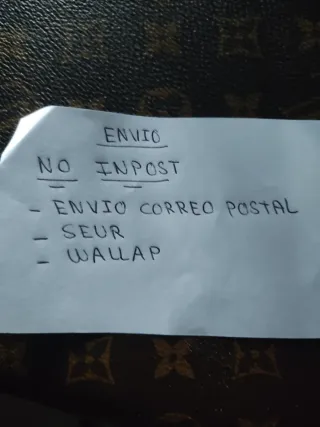 ENVIO
NO INPOST
- ENVIO CORREO POSTAL
- SEUR
- WALLAP